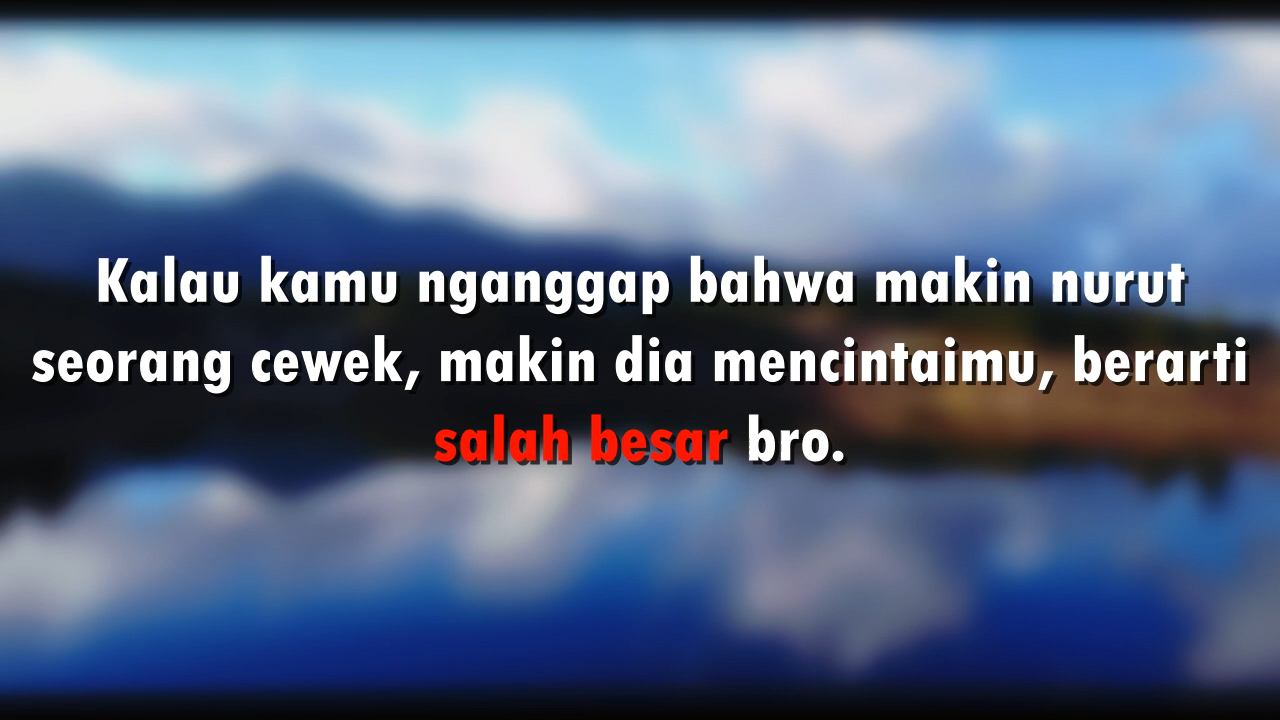 Kalau kamu nganggap bahwa makin nurut
seorang cewek, makin dia mencintaimu, berarti
salah besar bro.